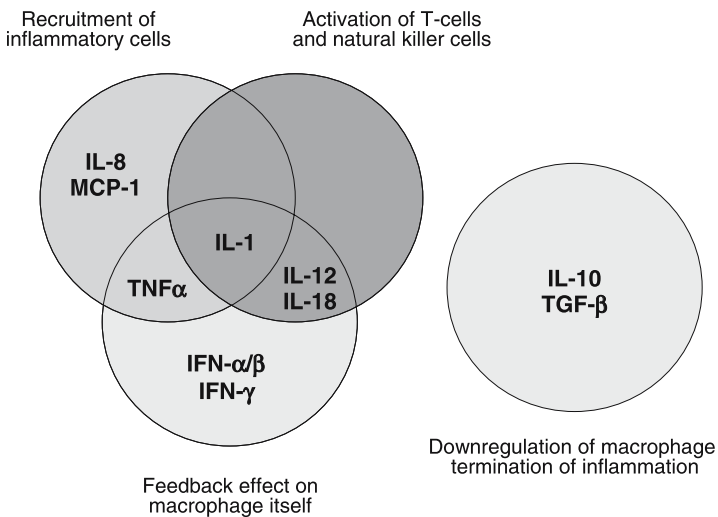 Recruitment of
inflammatory cells
Activation of T-cells
and natural killer cells
IL-8
MCP-1
IL-1
TNFα
IL-12
IL-18
IFN-α/β
IFN-γ
IL-10
TGF-β
Feedback effect on
macrophage itself
Downregulation of macrophage
termination of inflammation